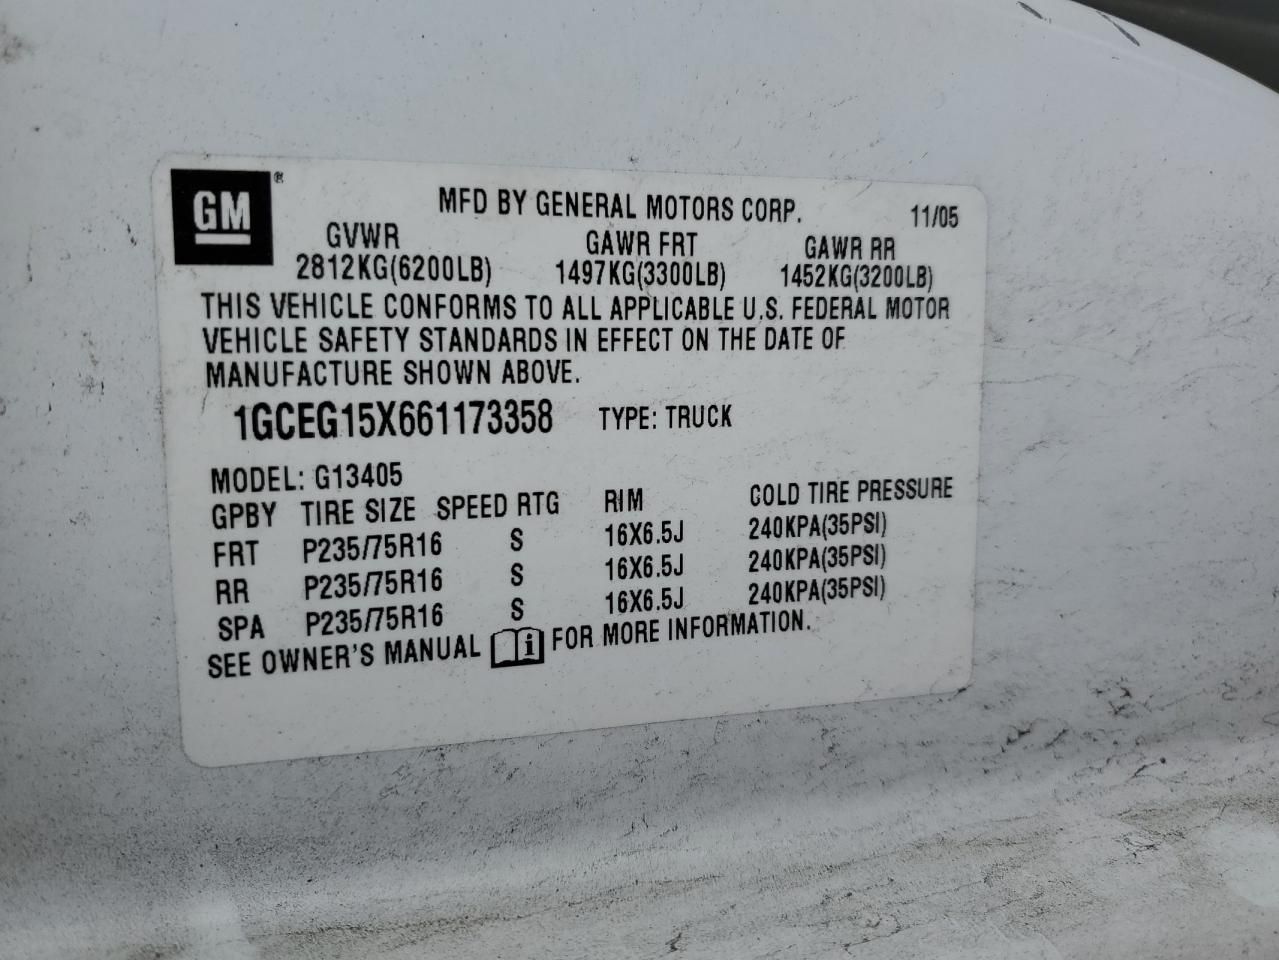 GM®
MFD BY GENERAL MOTORS CORP. 11/05
GVWR GAWR FRT GAWR RR
2812KG(6200LB) 1497KG(3300LB) 1452KG(3200LB)
THIS VEHICLE CONFORMS TO ALL APPLICABLE U.S. FEDERAL MOTOR
VEHICLE SAFETY STANDARDS IN EFFECT ON THE DATE OF
MANUFACTURE SHOWN ABOVE.
1GCEG15X661173358 TYPE: TRUCK
MODEL: G13405
GPBY TIRE SIZE SPEED RTG RIM COLD TIRE PRESSURE
FRT P235/75R16 S 16X6.5J 240KPA(35PSI)
RR P235/75R16 S 16X6.5J 240KPA(35PSI)
SPA P235/75R16 S 16X6.5J 240KPA(35PSI)
SEE OWNER'S MANUAL i FOR MORE INFORMATION.